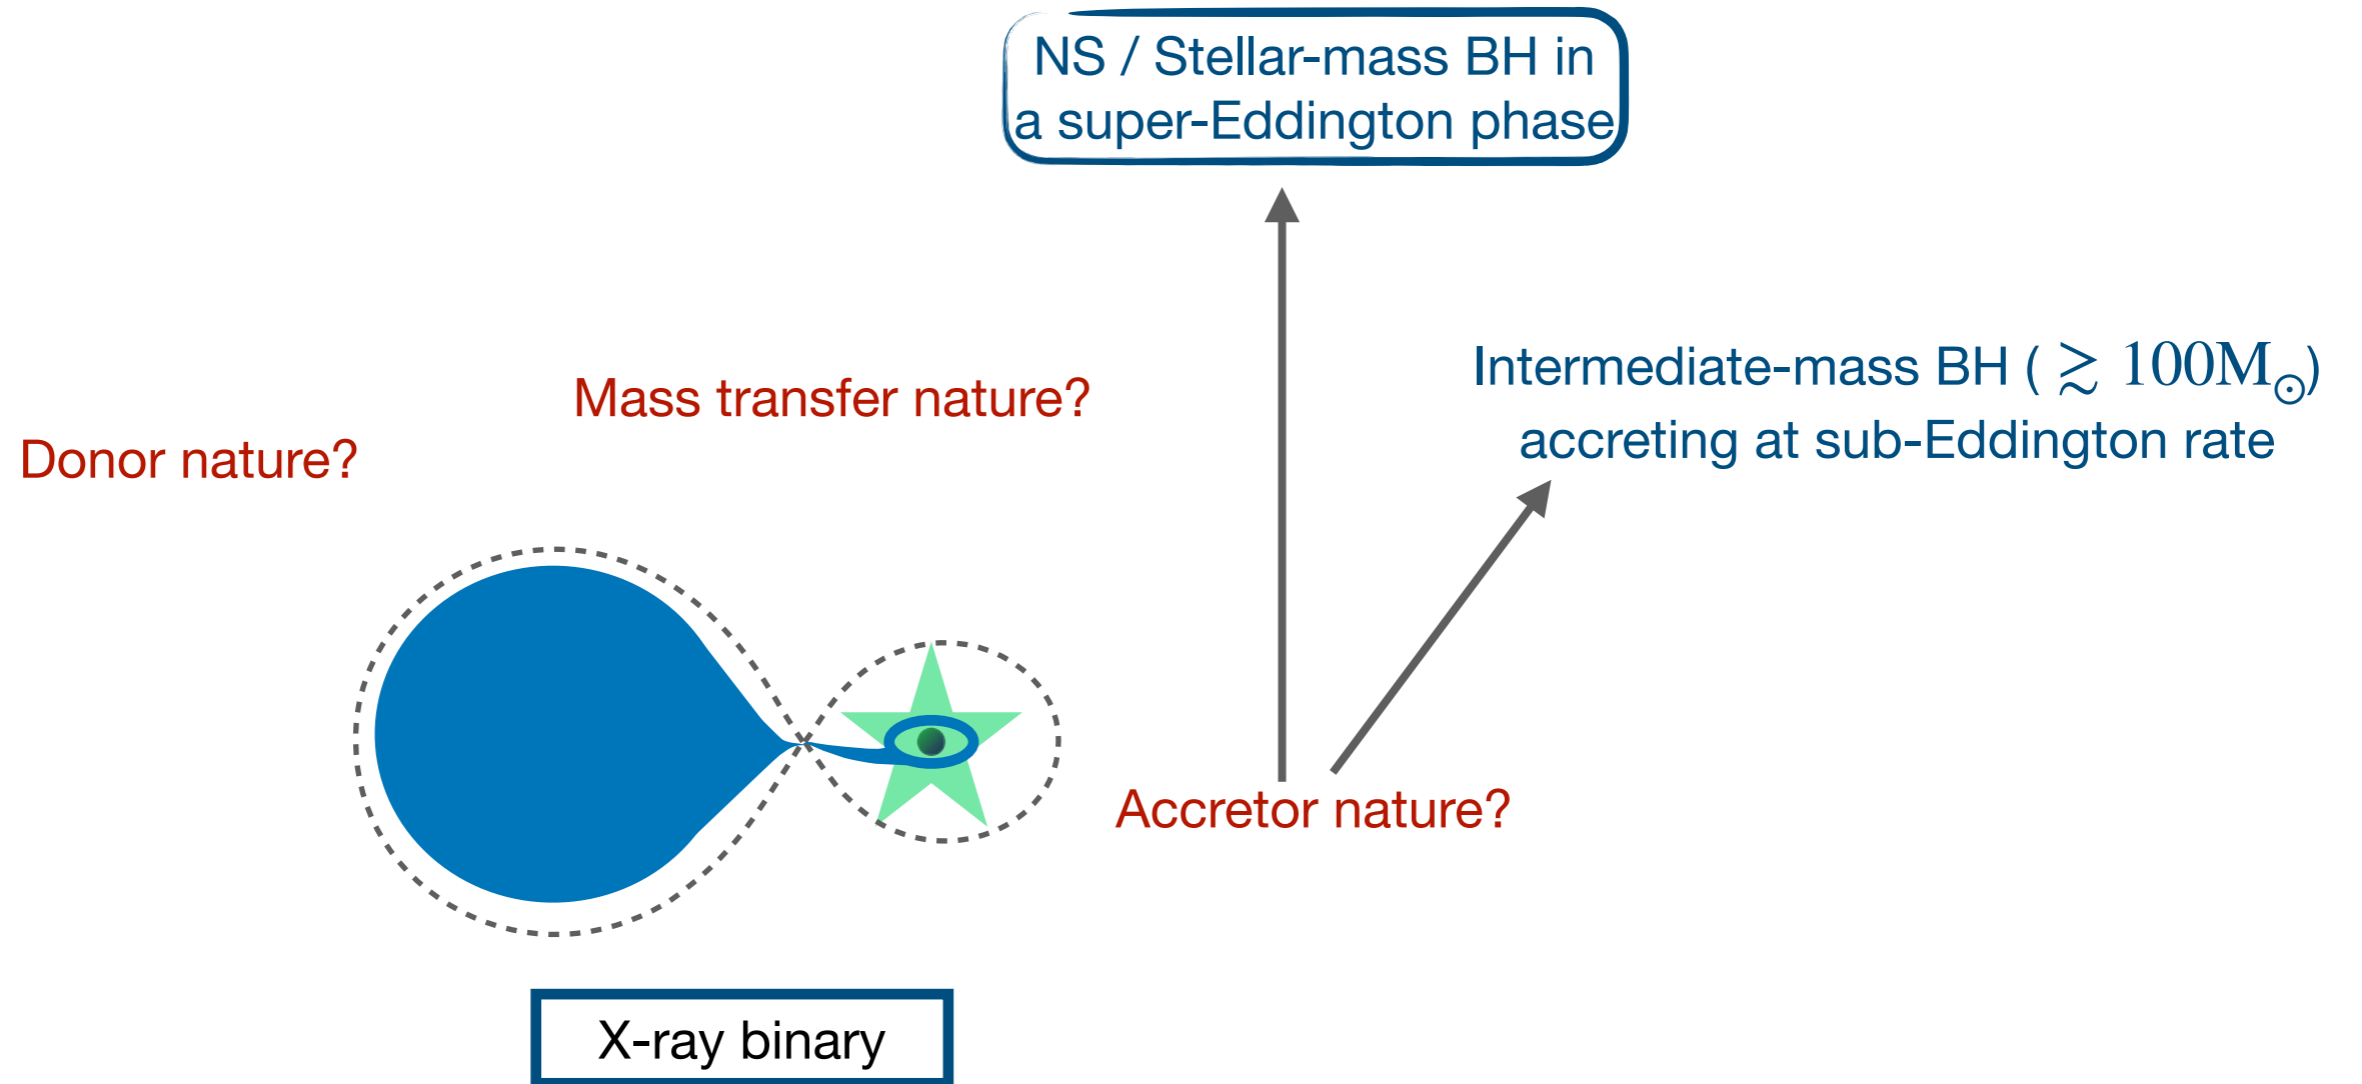 NS / Stellar-mass BH in
a super-Eddington phase
Intermediate-mass BH ( ≳ 100M⊙)
accreting at sub-Eddington rate
Mass transfer nature?
Donor nature?
Accretor nature?
X-ray binary